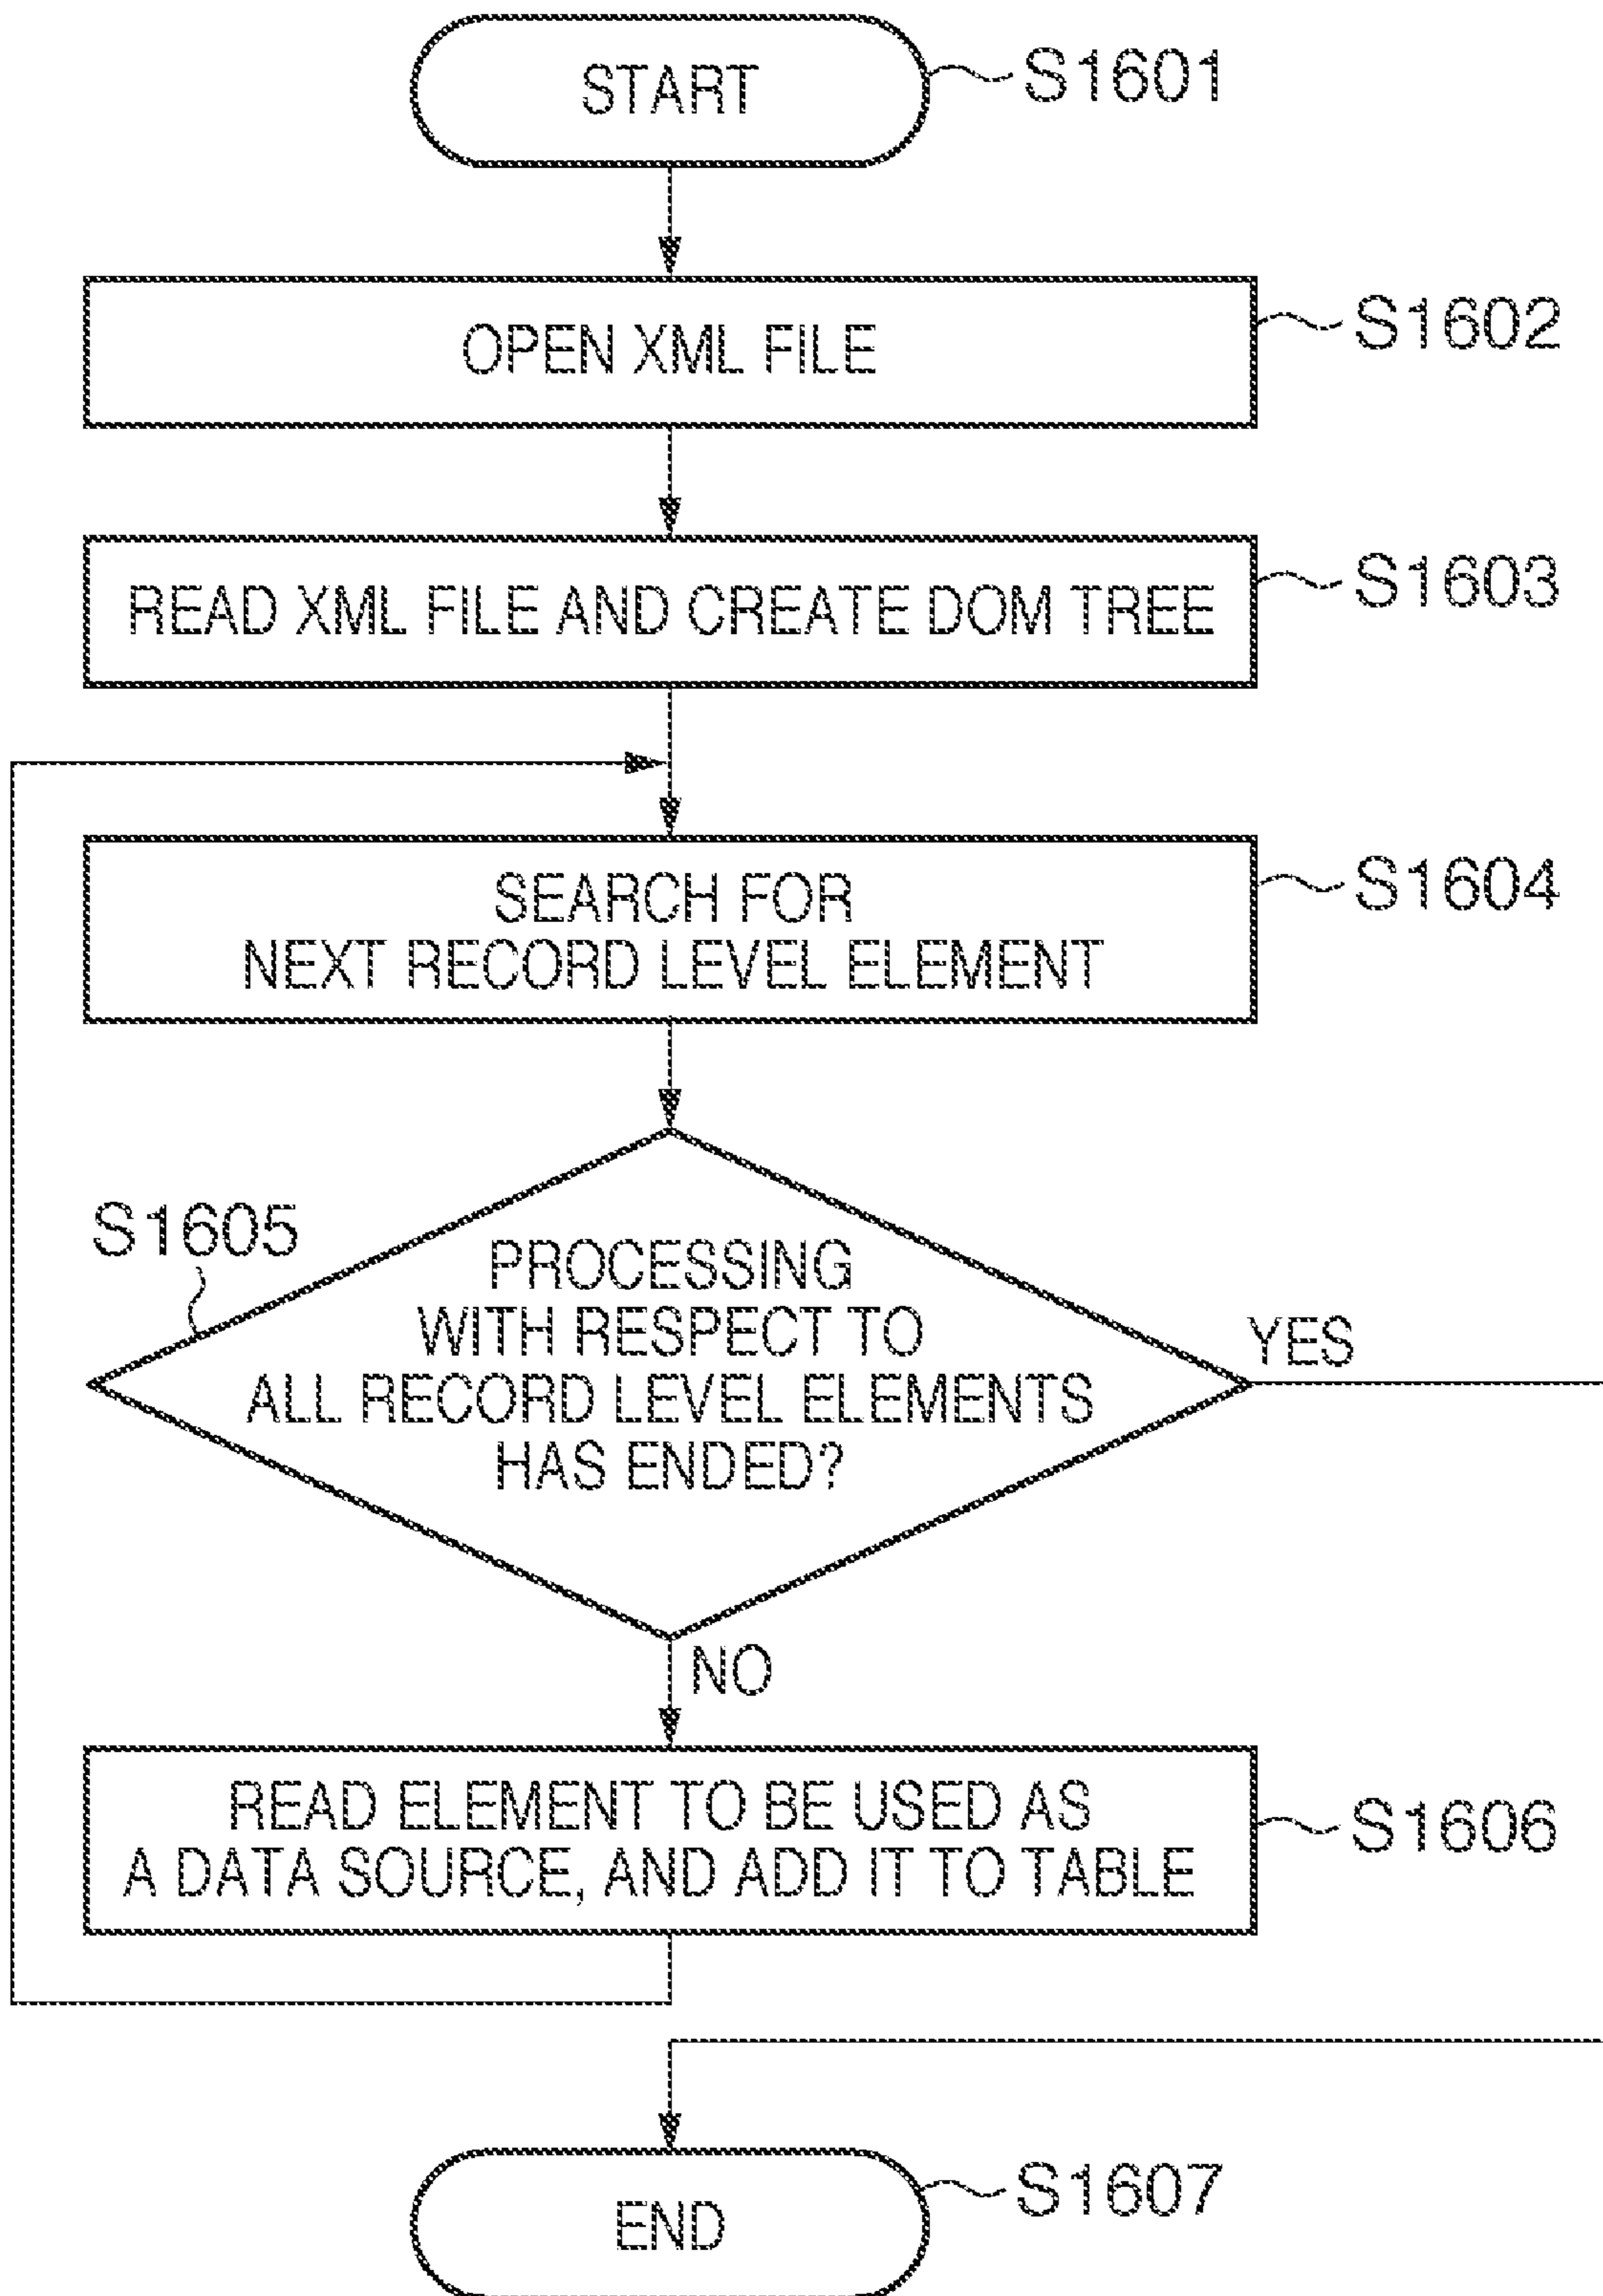 START
S1601
OPEN XML FILE
S1602
READ XML FILE AND CREATE DOM TREE
S1603
SEARCH FOR
NEXT RECORD LEVEL ELEMENT
S1604
S1605
PROCESSING
WITH RESPECT TO
ALL RECORD LEVEL ELEMENTS
HAS ENDED?
YES
NO
READ ELEMENT TO BE USED AS
A DATA SOURCE, AND ADD IT TO TABLE
S1606
END
S1607